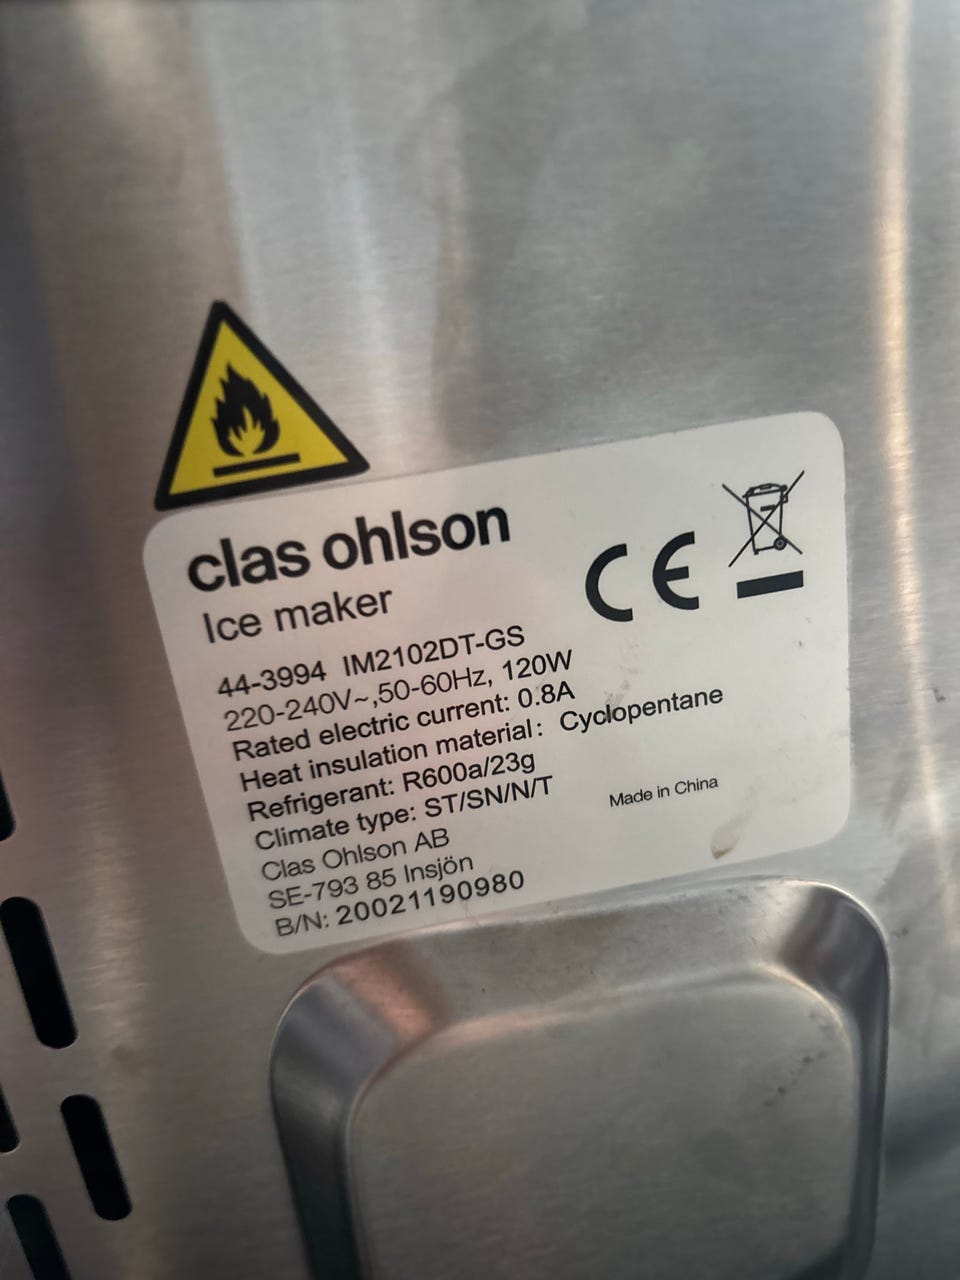 clas ohlson
CE
Ice maker
44-3994 IM2102DT-GS
220-240V~,50-60Hz, 120W
Rated electric current: 0.8A
Heat insulation material: Cyclopentane
Refrigerant: R600a/23g
Climate type: ST/SN/N/T
Made in China
Clas Ohlson AB
SE-793 85 Insjön
B/N: 20021190980